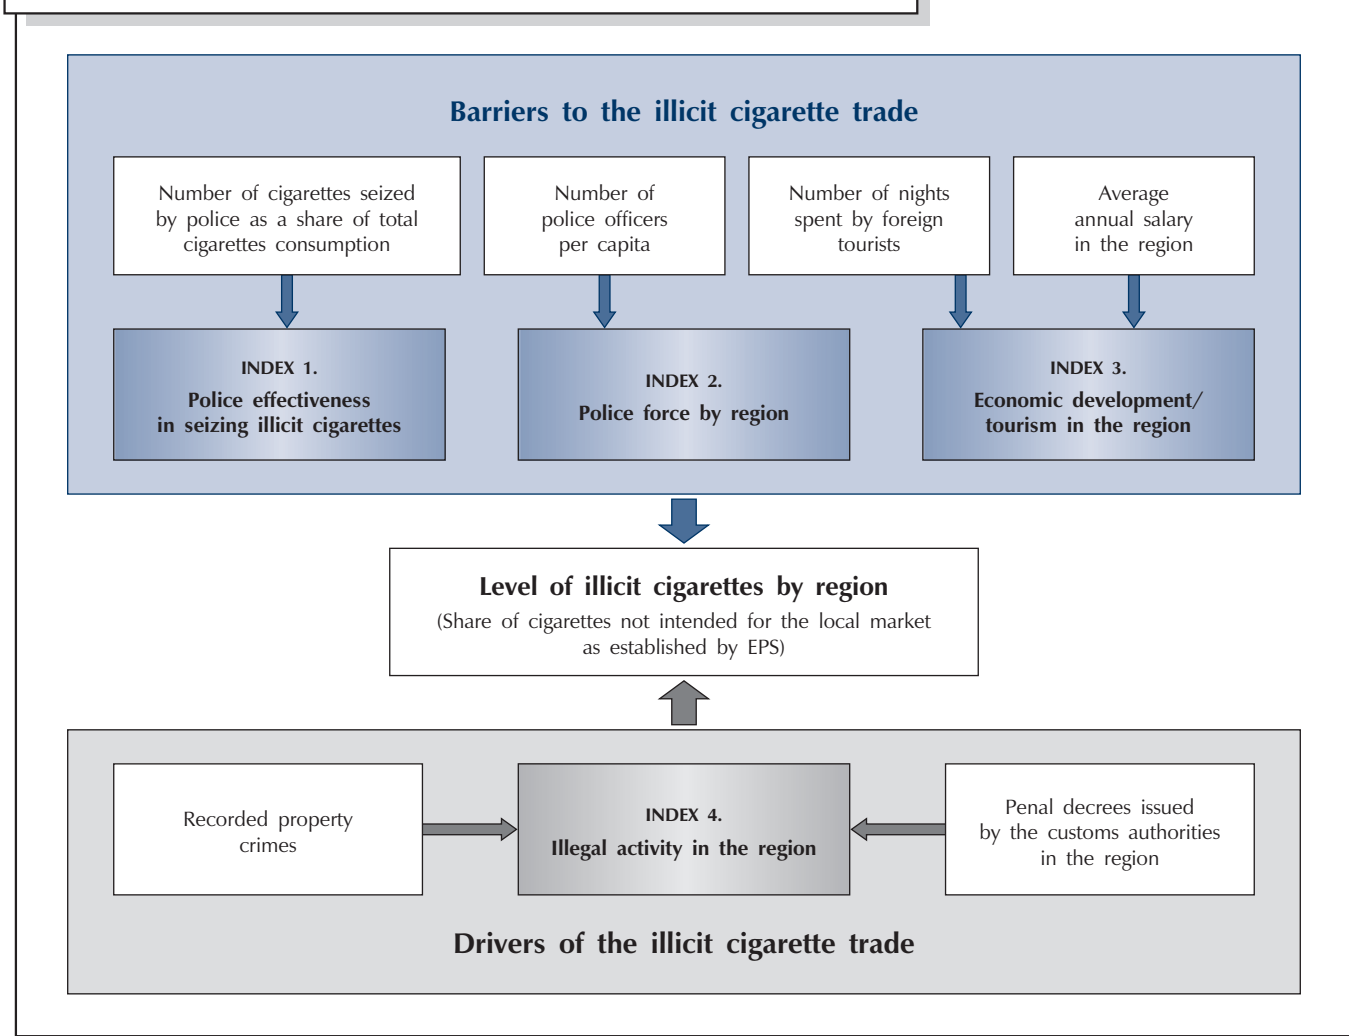 Barriers to the illicit cigarette trade
Number of cigarettes seized
by police as a share of total
cigarettes consumption
Number of
police officers
per capita
Number of nights
spent by foreign
tourists
Average
annual salary
in the region
INDEX 1.
Police effectiveness
in seizing illicit cigarettes
INDEX 2.
Police force by region
INDEX 3.
Economic development/
tourism in the region
Level of illicit cigarettes by region
(Share of cigarettes not intended for the local market
as established by EPS)
Recorded property
crimes
INDEX 4.
Illegal activity in the region
Penal decrees issued
by the customs authorities
in the region
Drivers of the illicit cigarette trade